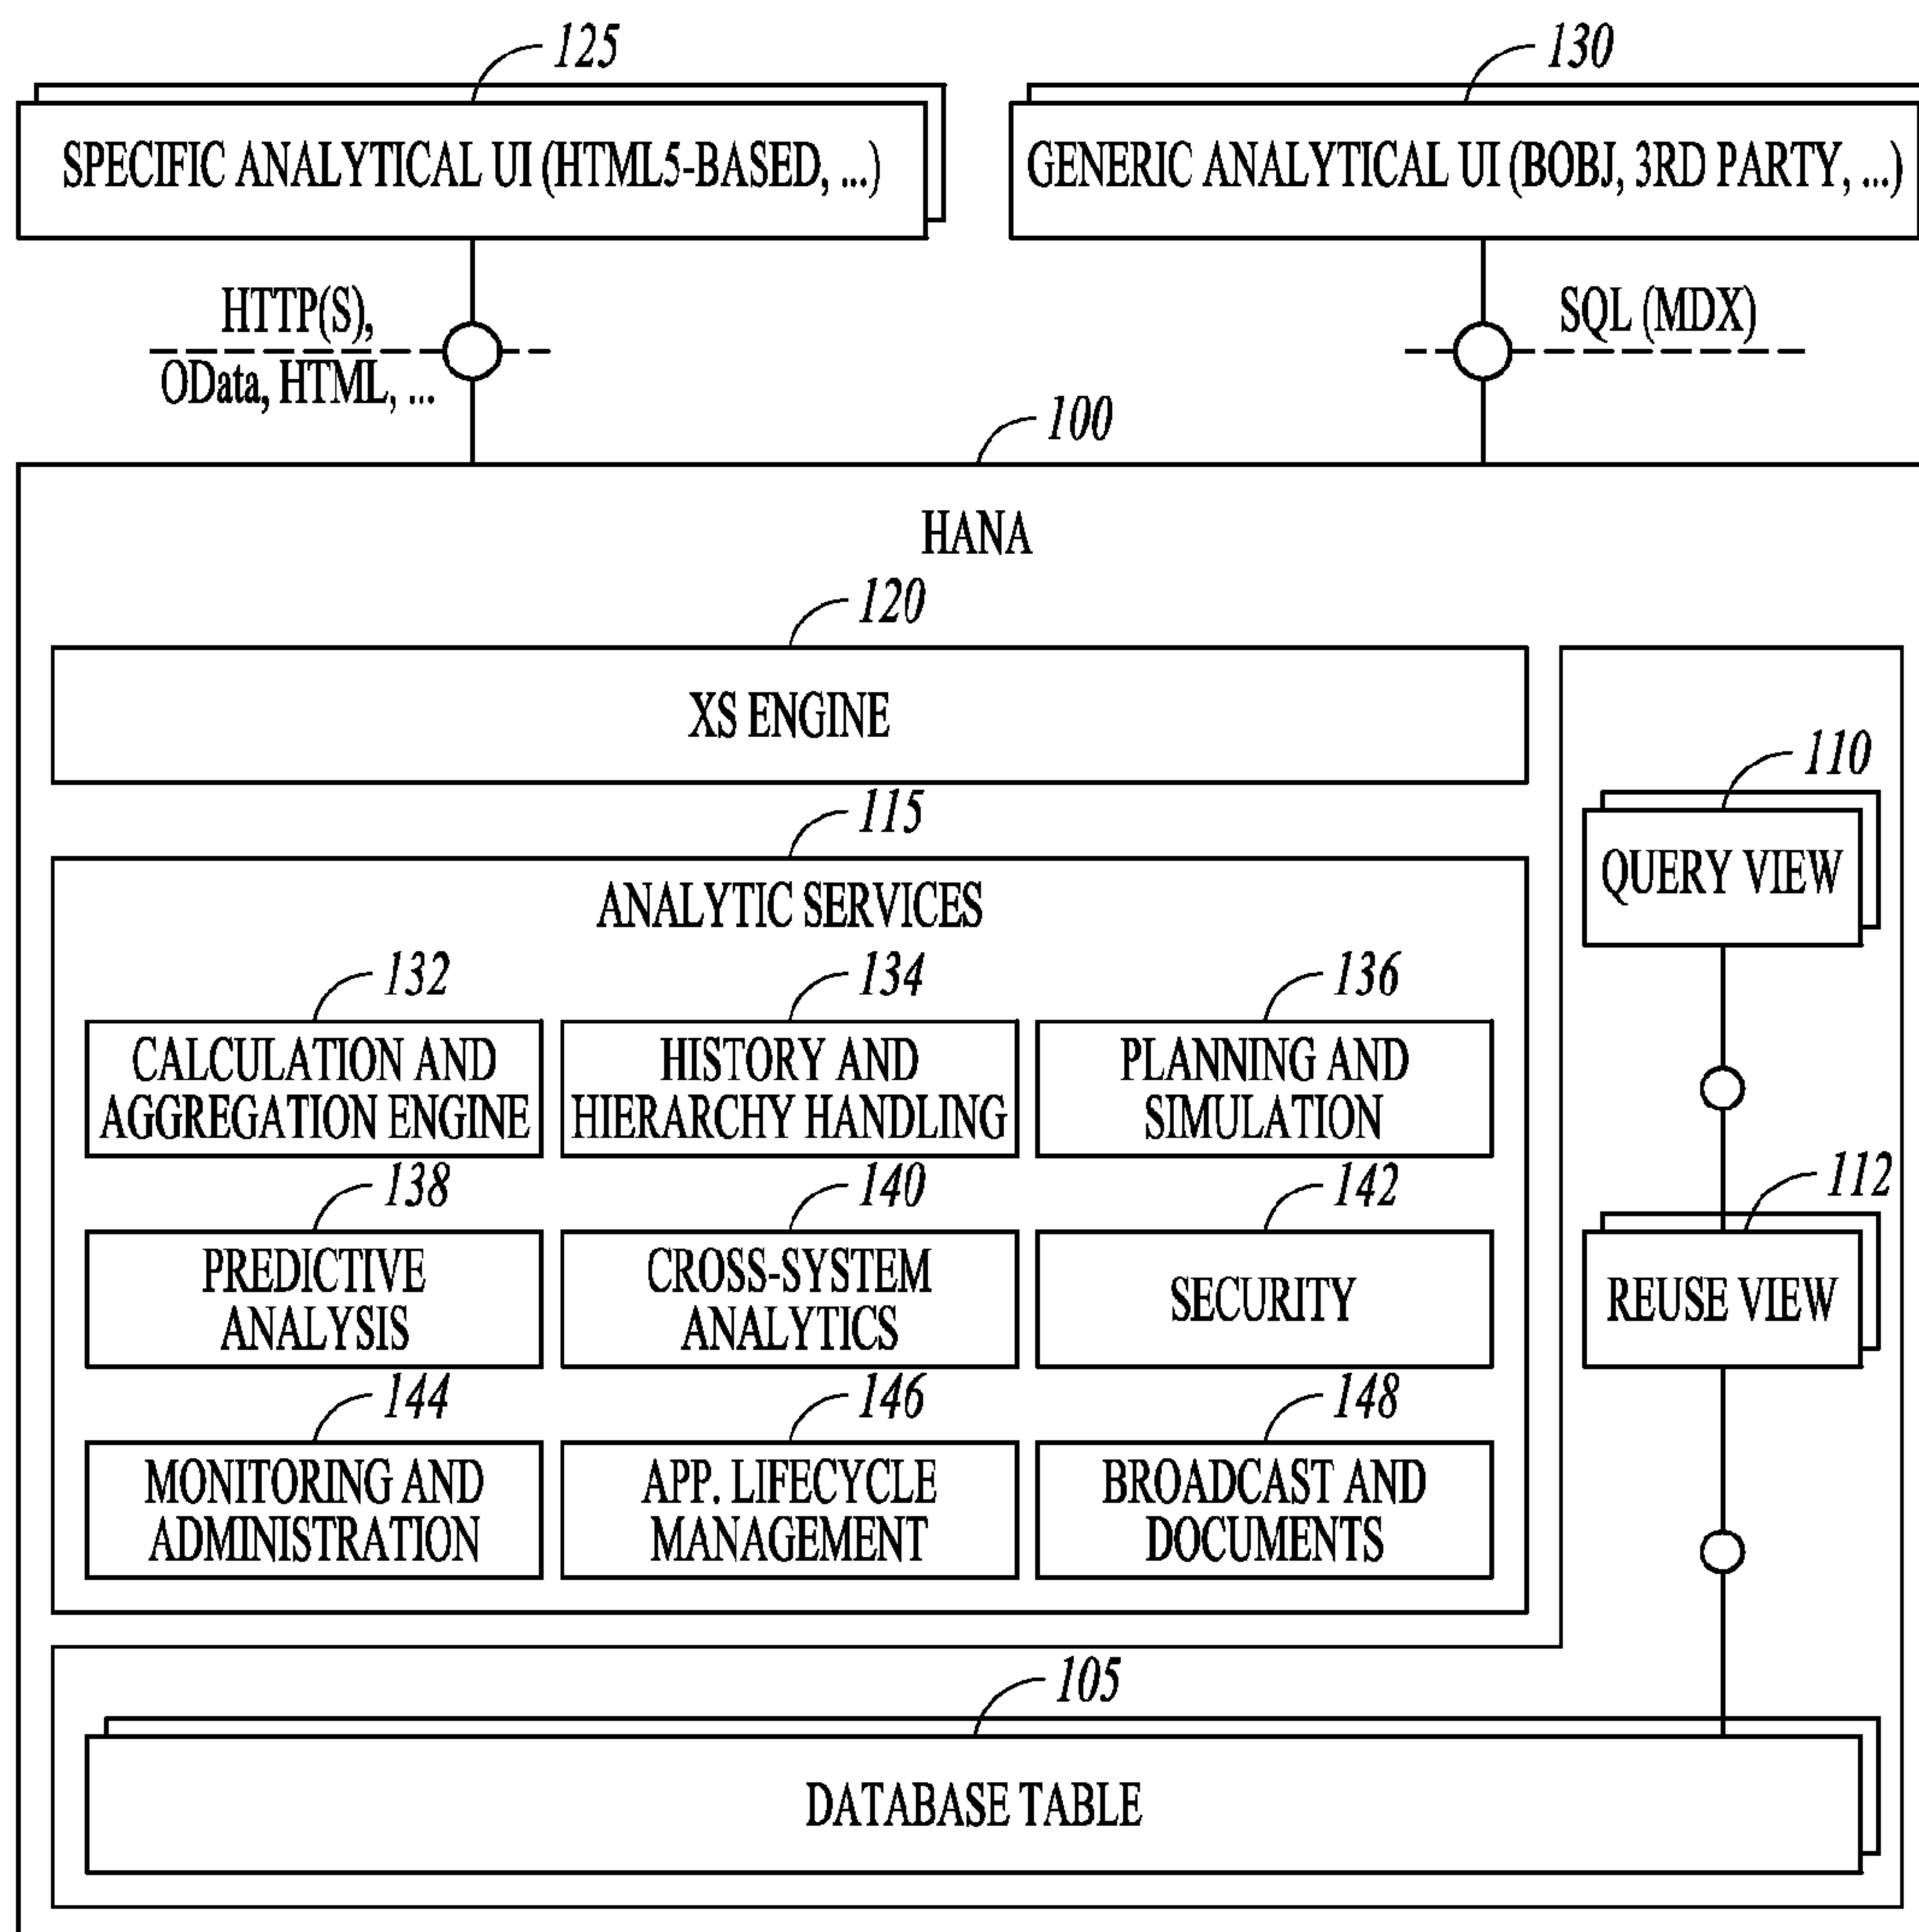 125
130
SPECIFIC ANALYTICAL UI (HTML5-BASED, ...)
GENERIC ANALYTICAL UI (BOBJ, 3RD PARTY, ...)
HTTP(S),
OData, HTML, ...
SQL (MDX)
100
HANA
120
XS ENGINE
110
QUERY VIEW
115
ANALYTIC SERVICES
132
134
136
CALCULATION AND
AGGREGATION ENGINE
HISTORY AND
HIERARCHY HANDLING
PLANNING AND
SIMULATION
138
140
142
112
PREDICTIVE
ANALYSIS
CROSS-SYSTEM
ANALYTICS
SECURITY
REUSE VIEW
144
146
148
MONITORING AND
ADMINISTRATION
APP. LIFECYCLE
MANAGEMENT
BROADCAST AND
DOCUMENTS
105
DATABASE TABLE